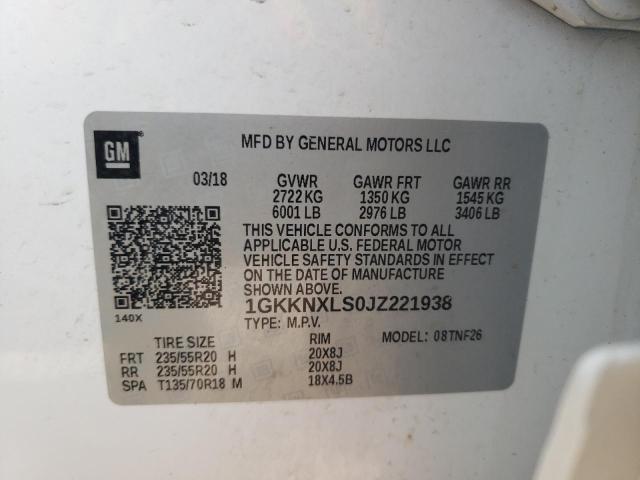 GM
MFD BY GENERAL MOTORS LLC
03/18 GVWR GAWR FRT GAWR RR
2722 KG 1350 KG 1545 KG
6001 LB 2976 LB 3406 LB
THIS VEHICLE CONFORMS TO ALL
APPLICABLE U.S. FEDERAL MOTOR
VEHICLE SAFETY STANDARDS IN EFFECT
ON THE DATE OF MANUFACTURE
SHOWN ABOVE.
140X 1GKKNXLS0JZ221938
TYPE: M.P.V. MODEL: 08TNF26
TIRE SIZE RIM
FRT 235/55R20 H 20X8J
RR 235/55R20 H 20X8J
SPA T135/70R18 M 18X4.5B